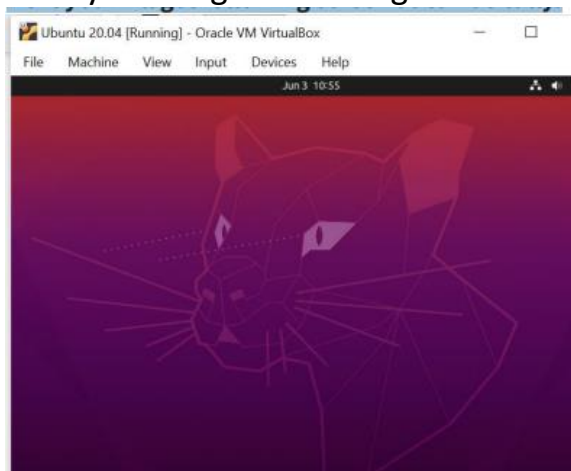 Ubuntu 20.04 [Running] - Oracle VM VirtualBox
File Machine View Input Devices Help
Jun 3 10:55